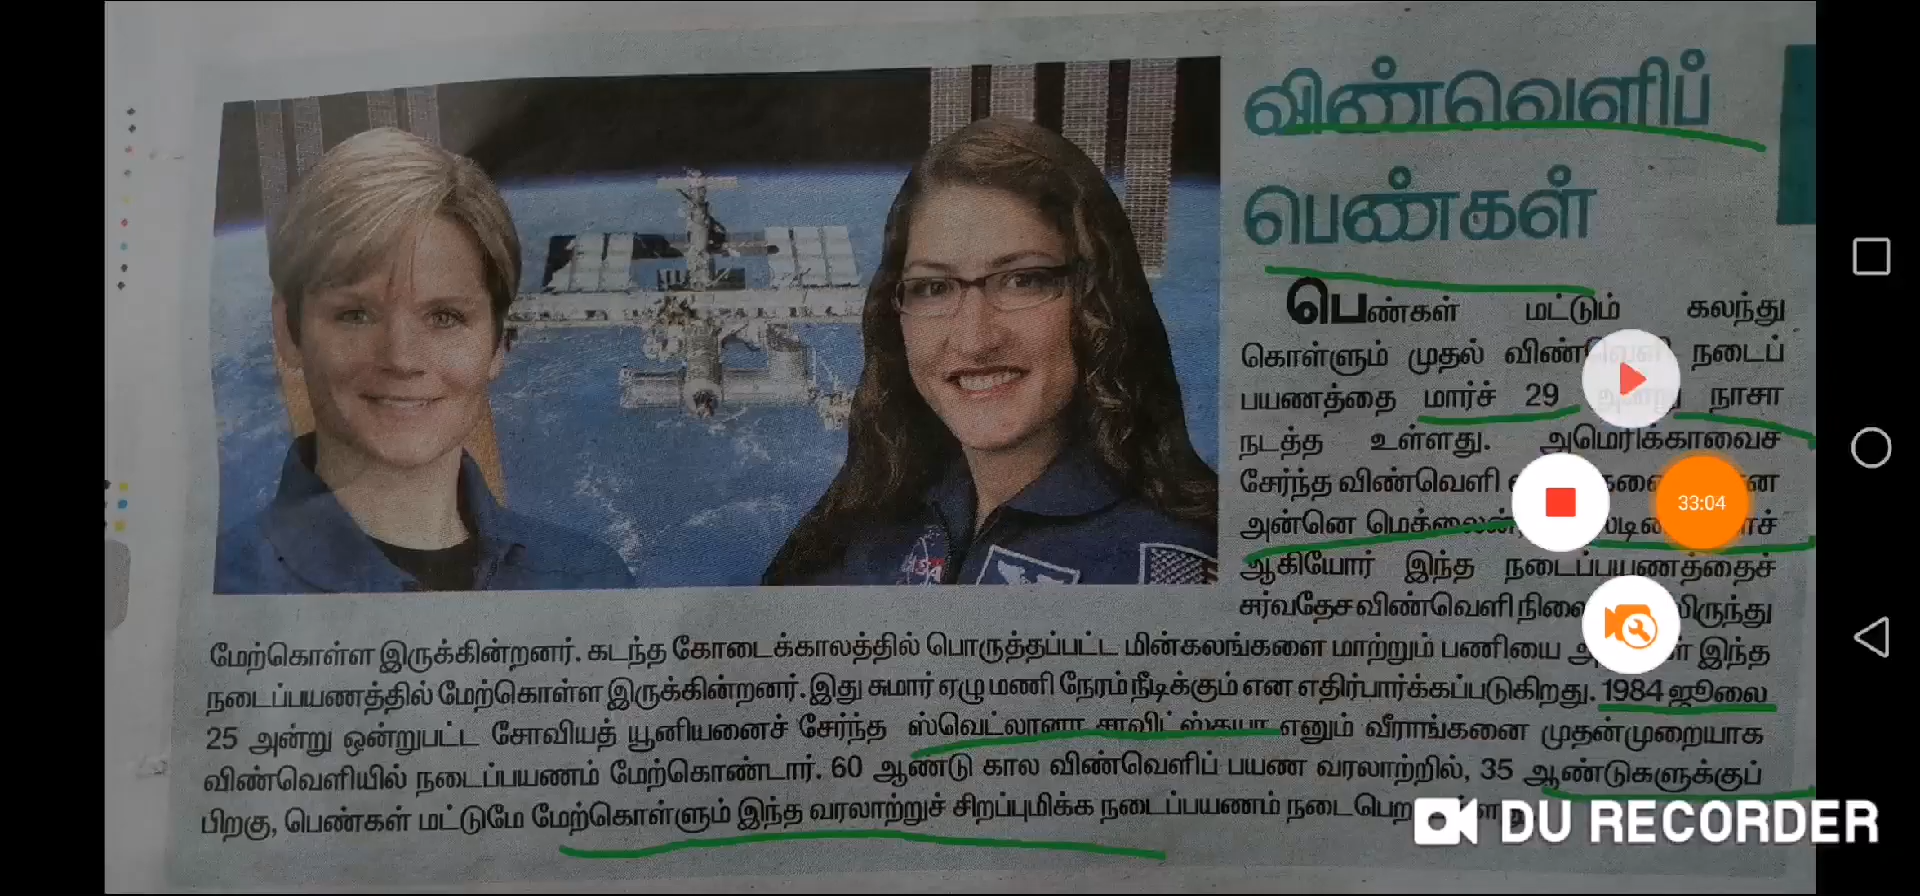 விண்வெளிப்
பெண்கள்
பெண்கள் மட்டும் கலந்து
கொள்ளும் முதல் நடைப்
பயணத்தை மார்ச் 29 நாசா
நடத்த உள்ளது. அமெரிக்காவைச்
சேர்ந்த விண்வெளி
அன்னெ மெக்லைன்
ஆகியோர் இந்த நடைப்பயணத்தைச்
சர்வதேச விண்வெளி
மேற்கொள்ள இருக்கின்றனர். கடந்த கோடைக்காலத்தில் பொருத்தப்பட்ட மின்கலங்களை மாற்றும் பணியை இந்த
நடைப்பயணத்தில் மேற்கொள்ள இருக்கின்றனர். இது சுமார் ஏழு மணி நேரம் நீடிக்கும் என எதிர்பார்க்கப்படுகிறது. 1984 ஜூலை
25 அன்று ஒன்றுபட்ட சோவியத் யூனியனைச் சேர்ந்த ஸ்வெட்லானா சாவிட்ஸ்கயா எனும் வீராங்கனை முதன்முறையாக
விண்வெளியில் நடைப்பயணம் மேற்கொண்டார். 60 ஆண்டு கால விண்வெளிப் பயண வரலாற்றில், 35 ஆண்டுகளுக்குப்
பிறகு, பெண்கள் மட்டுமே மேற்கொள்ளும் இந்த வரலாற்றுச் சிறப்புமிக்க நடைப்பயணம்
33:04
DU RECORDER